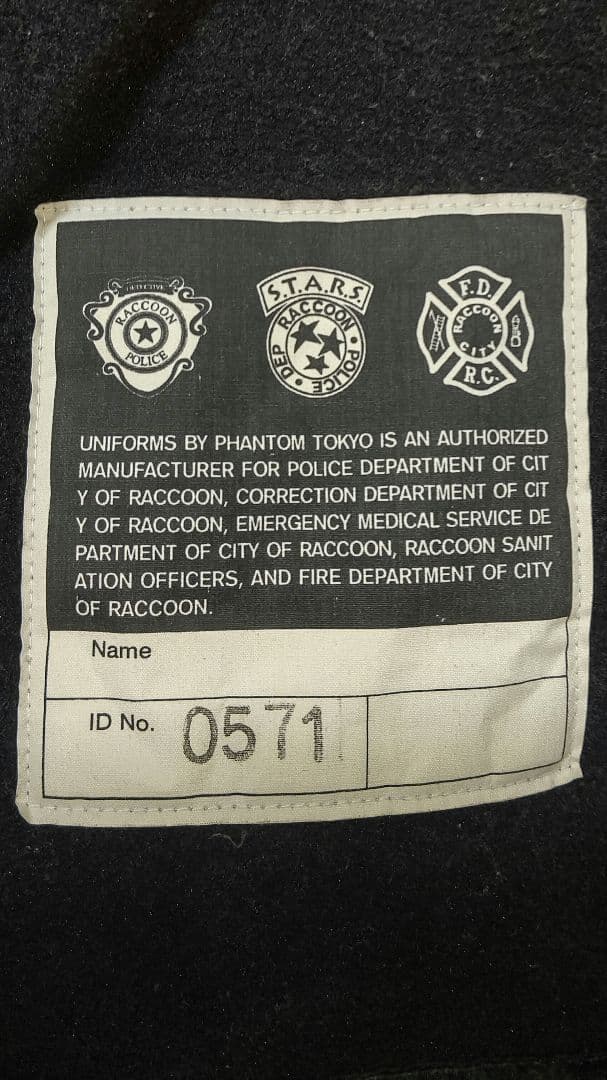 DETECTIVE
RACCOON
POLICE
S.T.A.R.S.
RACCOON
POLICE
DEP
F.D.
RACCOON
CITY
R.C.
UNIFORMS BY PHANTOM TOKYO IS AN AUTHORIZED
MANUFACTURER FOR POLICE DEPARTMENT OF CIT
Y OF RACCOON, CORRECTION DEPARTMENT OF CIT
Y OF RACCOON, EMERGENCY MEDICAL SERVICE DE
PARTMENT OF CITY OF RACCOON, RACCOON SANIT
ATION OFFICERS, AND FIRE DEPARTMENT OF CITY
OF RACCOON.
Name
ID No. 0571